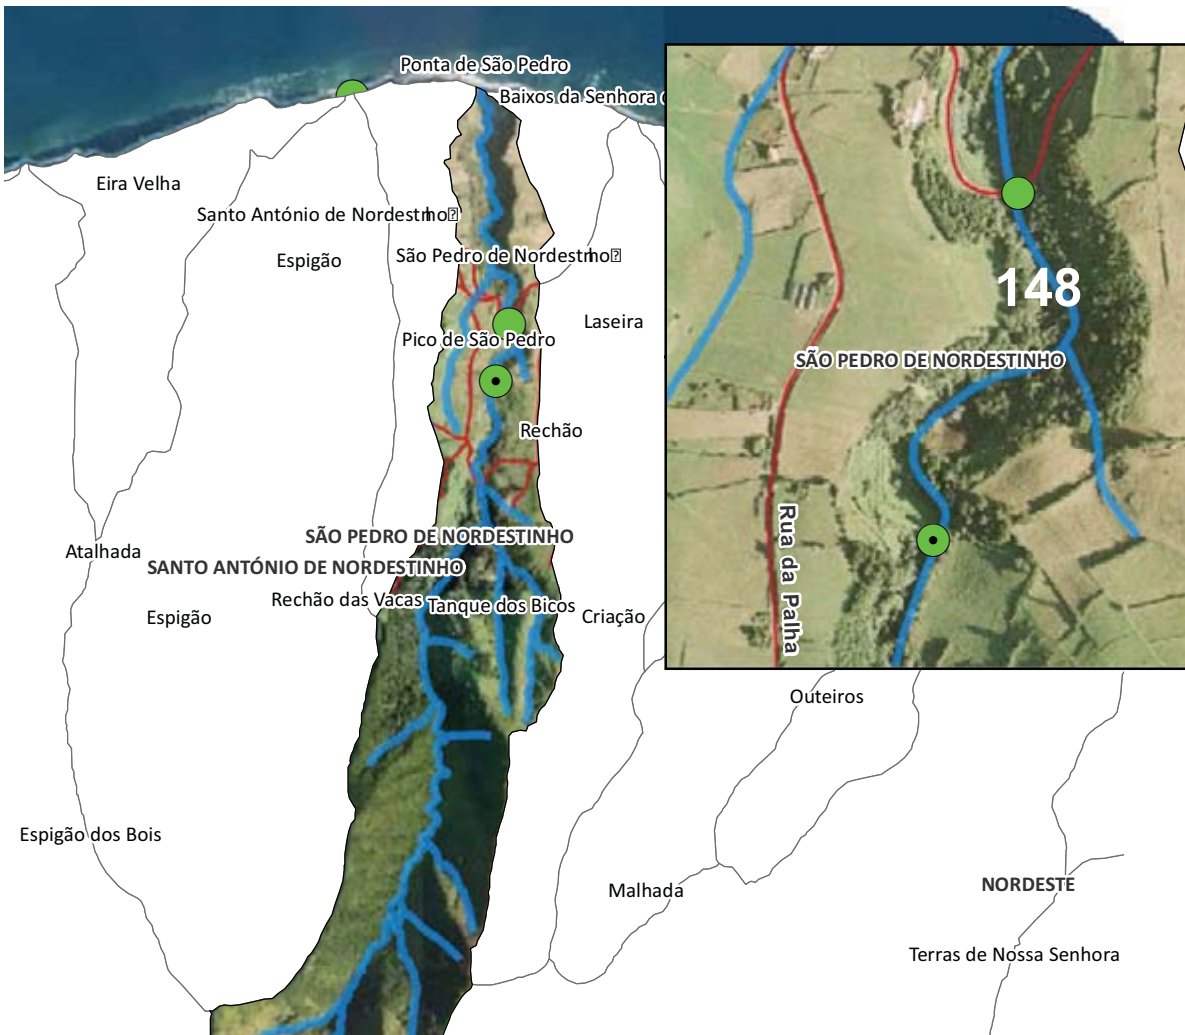 Ponta de São Pedro
Baixos da Senhora
Eira Velha
Santo António de Nordest
Espigão
São Pedro de Nordest
Laseira
Pico de São Pedro
Rechão
148
SÃO PEDRO DE NORDESTINHO
Rua da Palha
SÃO PEDRO DE NORDESTINHO
Atalhada
SANTO ANTÓNIO DE NORDESTINHO
Rechão das Vacas
Tanque dos Bicos
Criação
Espigão
Outeiros
Espigão dos Bois
Malhada
NORDESTE
Terras de Nossa Senhora